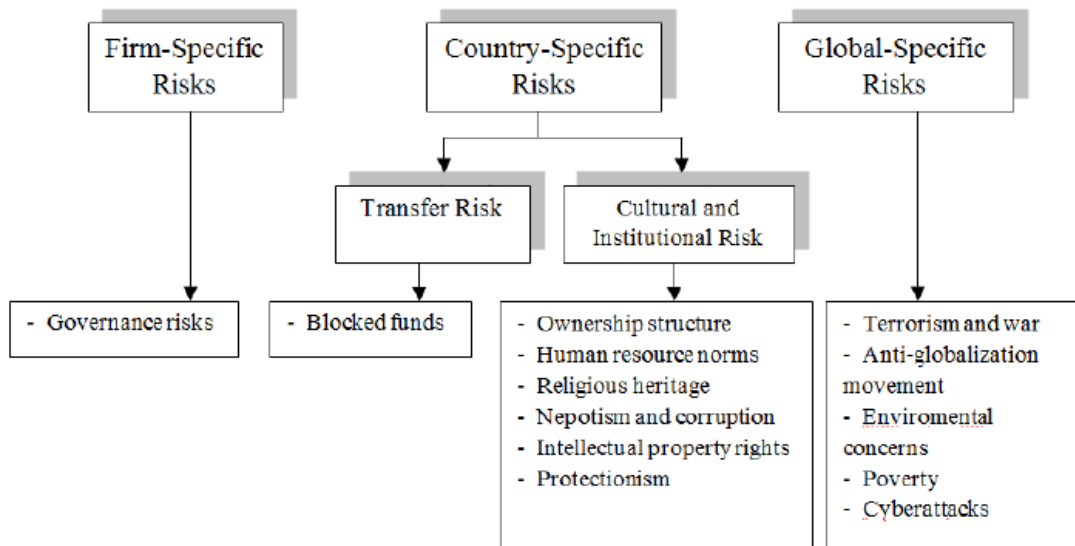 Firm-Specific
Risks
Country-Specific
Risks
Global-Specific
Risks
Transfer Risk
Cultural and
Institutional Risk
- Governance risks
- Blocked funds
- Ownership structure
- Human resource norms
- Religious heritage
- Nepotism and corruption
- Intellectual property rights
- Protectionism
- Terrorism and war
- Anti-globalization
movement
- Enviromental
concerns
- Poverty
- Cyberattacks